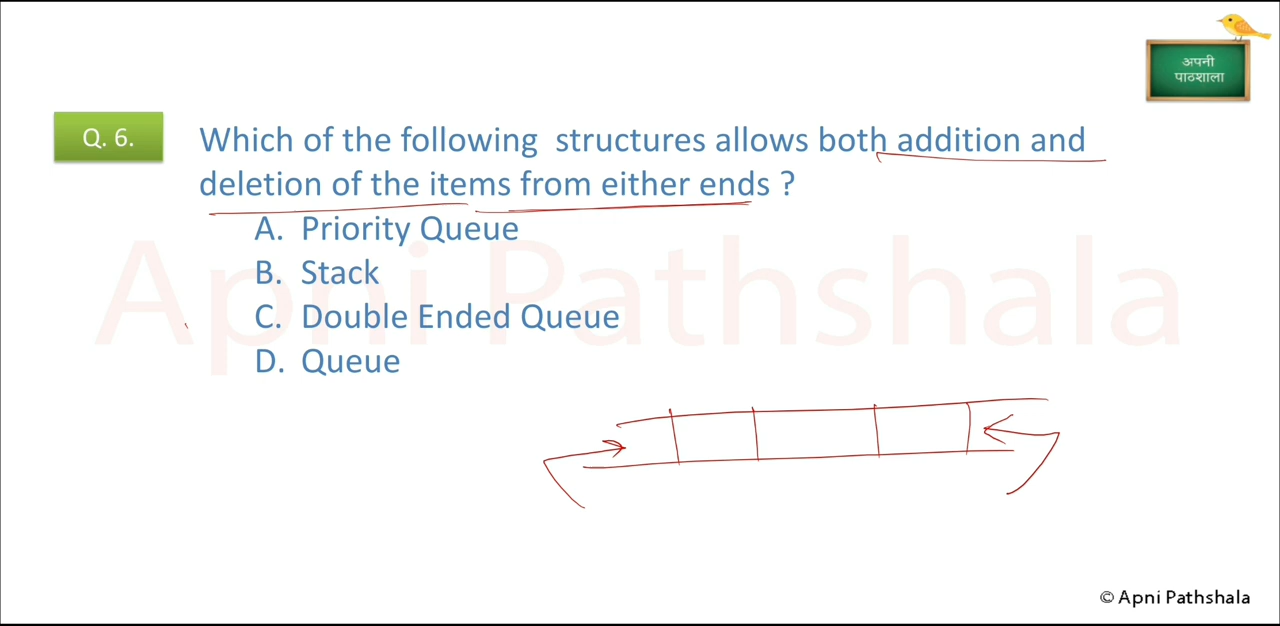 अपनी
पाठशाला
Q. 6.
Which of the following structures allows both addition and
deletion of the items from either ends ?
A. Priority Queue
B. Stack
C. Double Ended Queue
D. Queue
Apni Pathshala
© Apni Pathshala